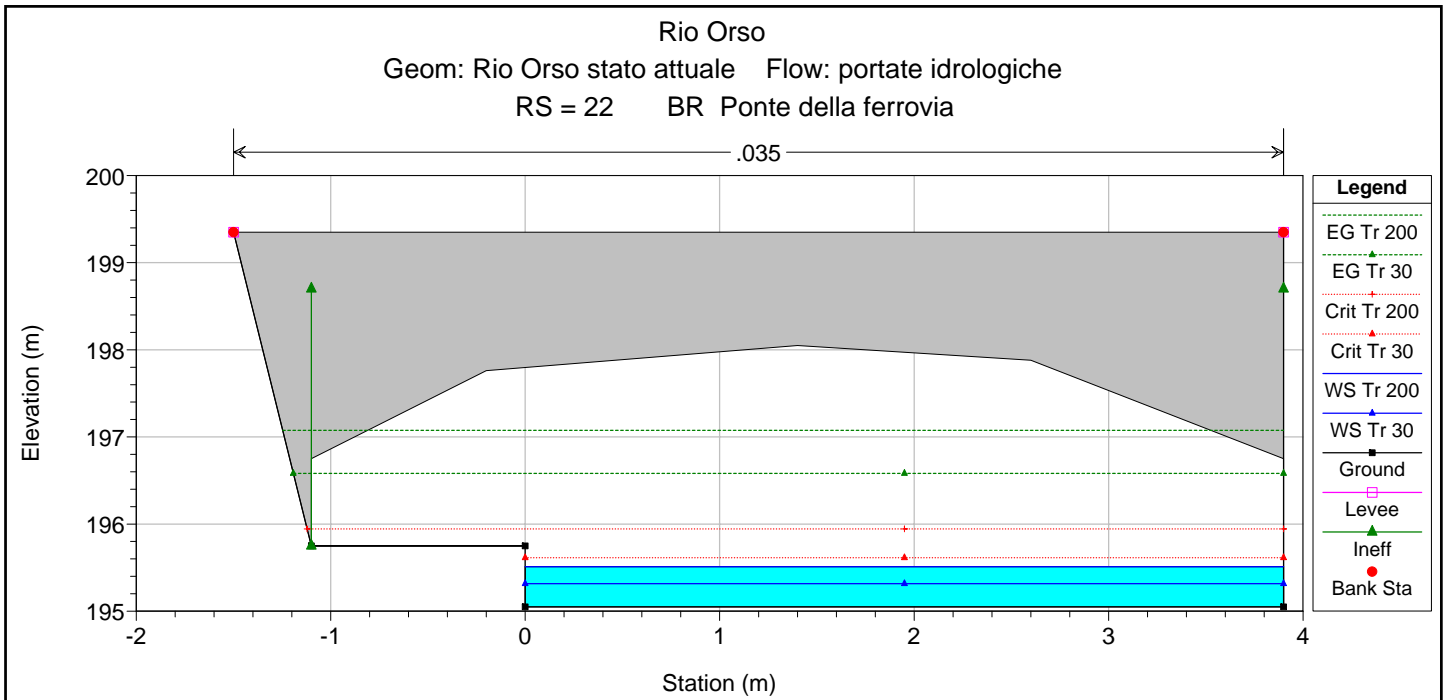 Rio Orso
Geom: Rio Orso stato attuale Flow: portate idrologiche
RS = 22 BR Ponte della ferrovia
.035
200
199
198
197
196
195
Elevation (m)
-2
-1
0
1
2
3
4
Station (m)
Legend
EG Tr 200
EG Tr 30
Crit Tr 200
Crit Tr 30
WS Tr 200
WS Tr 30
Ground
Levee
Ineff
Bank Sta